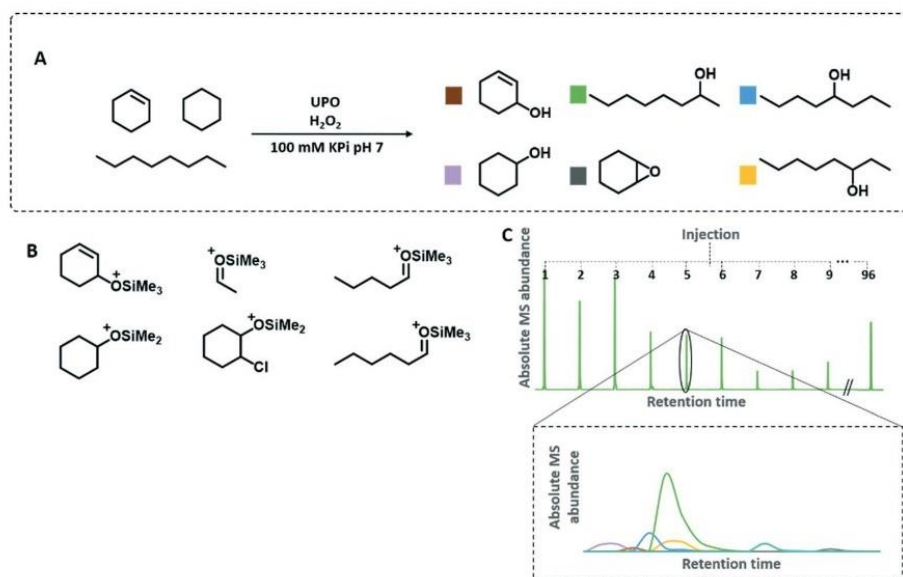 A
UPO
H₂O₂
100 mM KPi pH 7
OH
OH
OH
OH
O
OH
B
C
+
OSiMe₃
+
OSiMe₃
+
OSiMe₃
+
OSiMe₂
+
OSiMe₂
Cl
+
OSiMe₃
Injection
1 2 3 4 5 6 7 8 9 ··· 96
Absolute MS abundance
//
Retention time
Absolute MS
abundance
Retention time